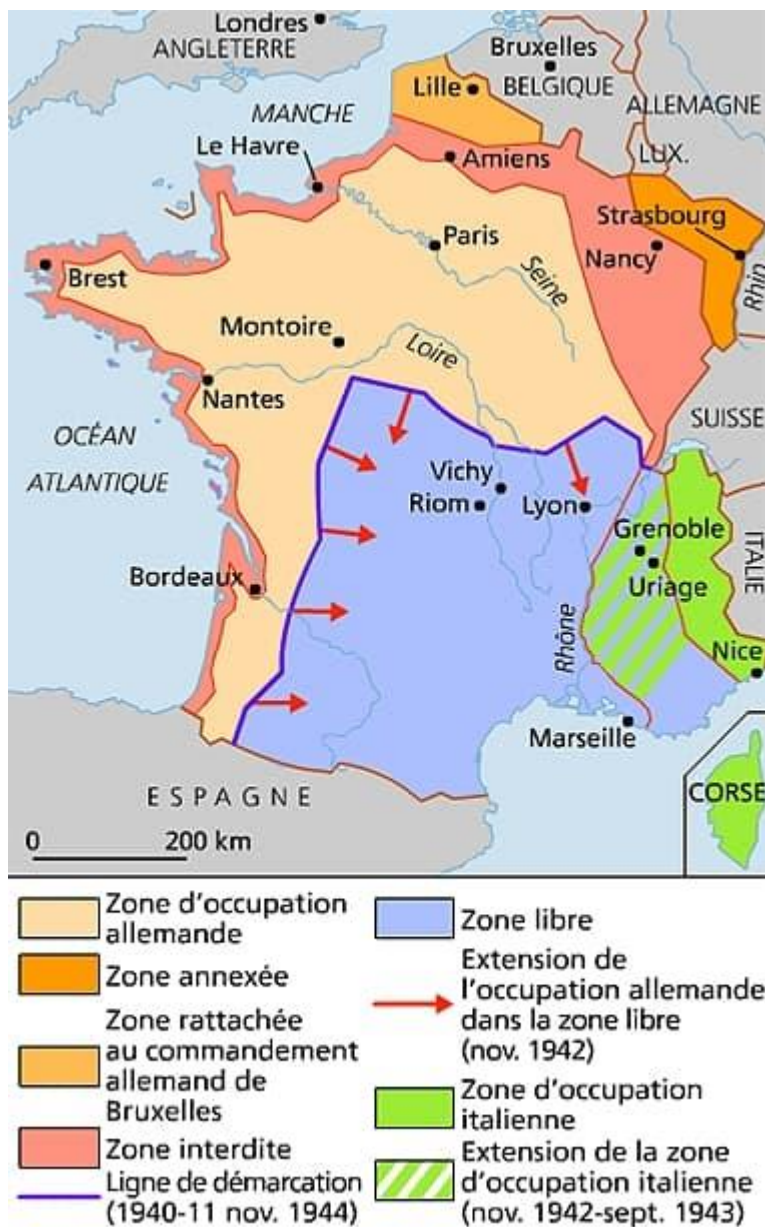 Londres
ANGLETERRE
Bruxelles
BELGIQUE
Lille
ALLEMAGNE
MANCHE
LUX.
Le Havre
Amiens
Strasbourg
Paris
Nancy
Seine
Rhin
Brest
Montoire
Loire
Nantes
SUISSE
OCÉAN
ATLANTIQUE
Vichy
Riom
Lyon
Grenoble
Uriage
ITALIE
Bordeaux
Rhône
Nice
Marseille
ESPAGNE
CORSE
0 200 km
Zone d'occupation
allemande
Zone annexée
Zone rattachée
au commandement
allemand de
Bruxelles
Zone interdite
Ligne de démarcation
(1940-11 nov. 1944)
Zone libre
Extension de
l'occupation allemande
dans la zone libre
(nov. 1942)
Zone d'occupation
italienne
Extension de la zone
d'occupation italienne
(nov. 1942-sept. 1943)